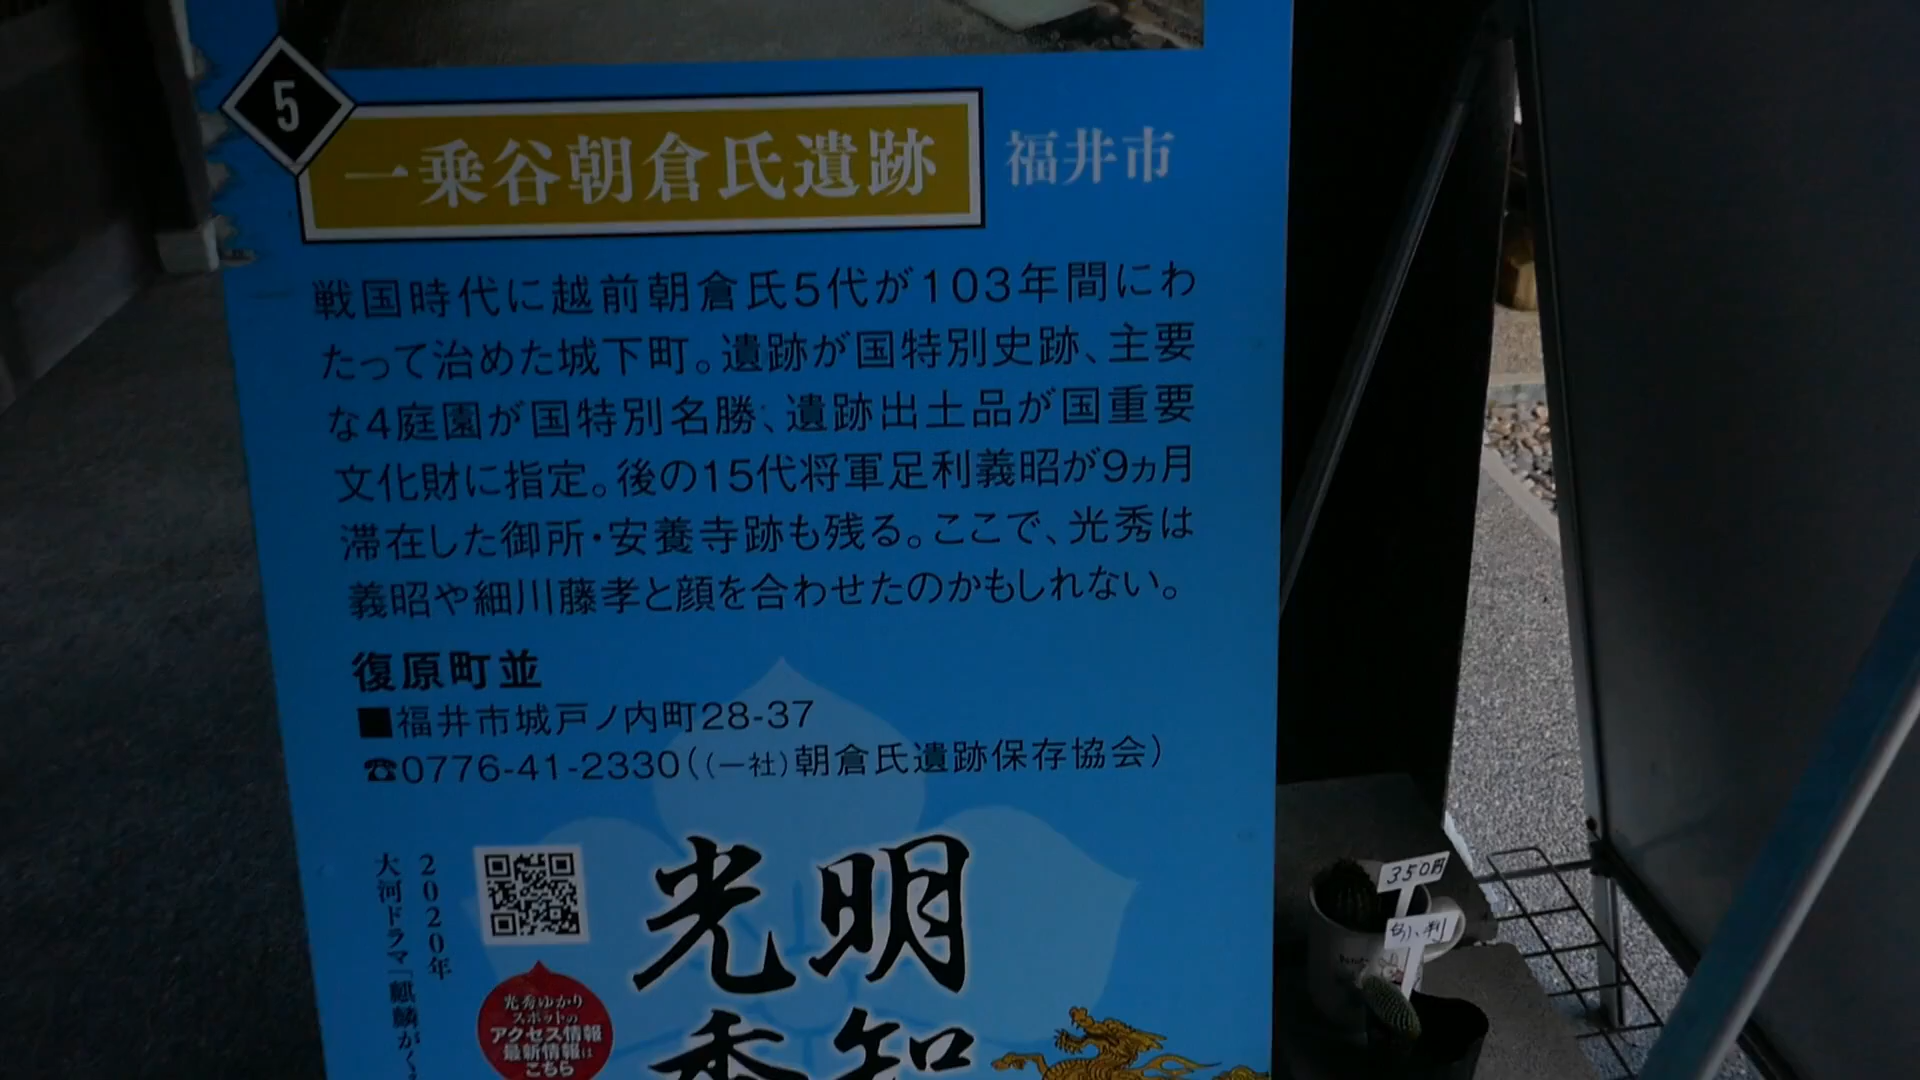 5
一乗谷朝倉氏遺跡 福井市
戦国時代に越前朝倉氏5代が103年間にわ
たって治めた城下町。遺跡が国特別史跡、主要
な4庭園が国特別名勝、遺跡出土品が国重要
文化財に指定。後の15代将軍足利義昭が9ヵ月
滞在した御所・安養寺跡も残る。ここで、光秀は
義昭や細川藤孝と顔を合わせたのかもしれない。
復原町並
■福井市城戸ノ内町28-37
☎0776-41-2330((一社)朝倉氏遺跡保存協会)
2020年
大河ドラマ「麒麟がく
光秀ゆかり
スポットの
アクセス情報
最新情報は
こちら
明知
光秀
350円